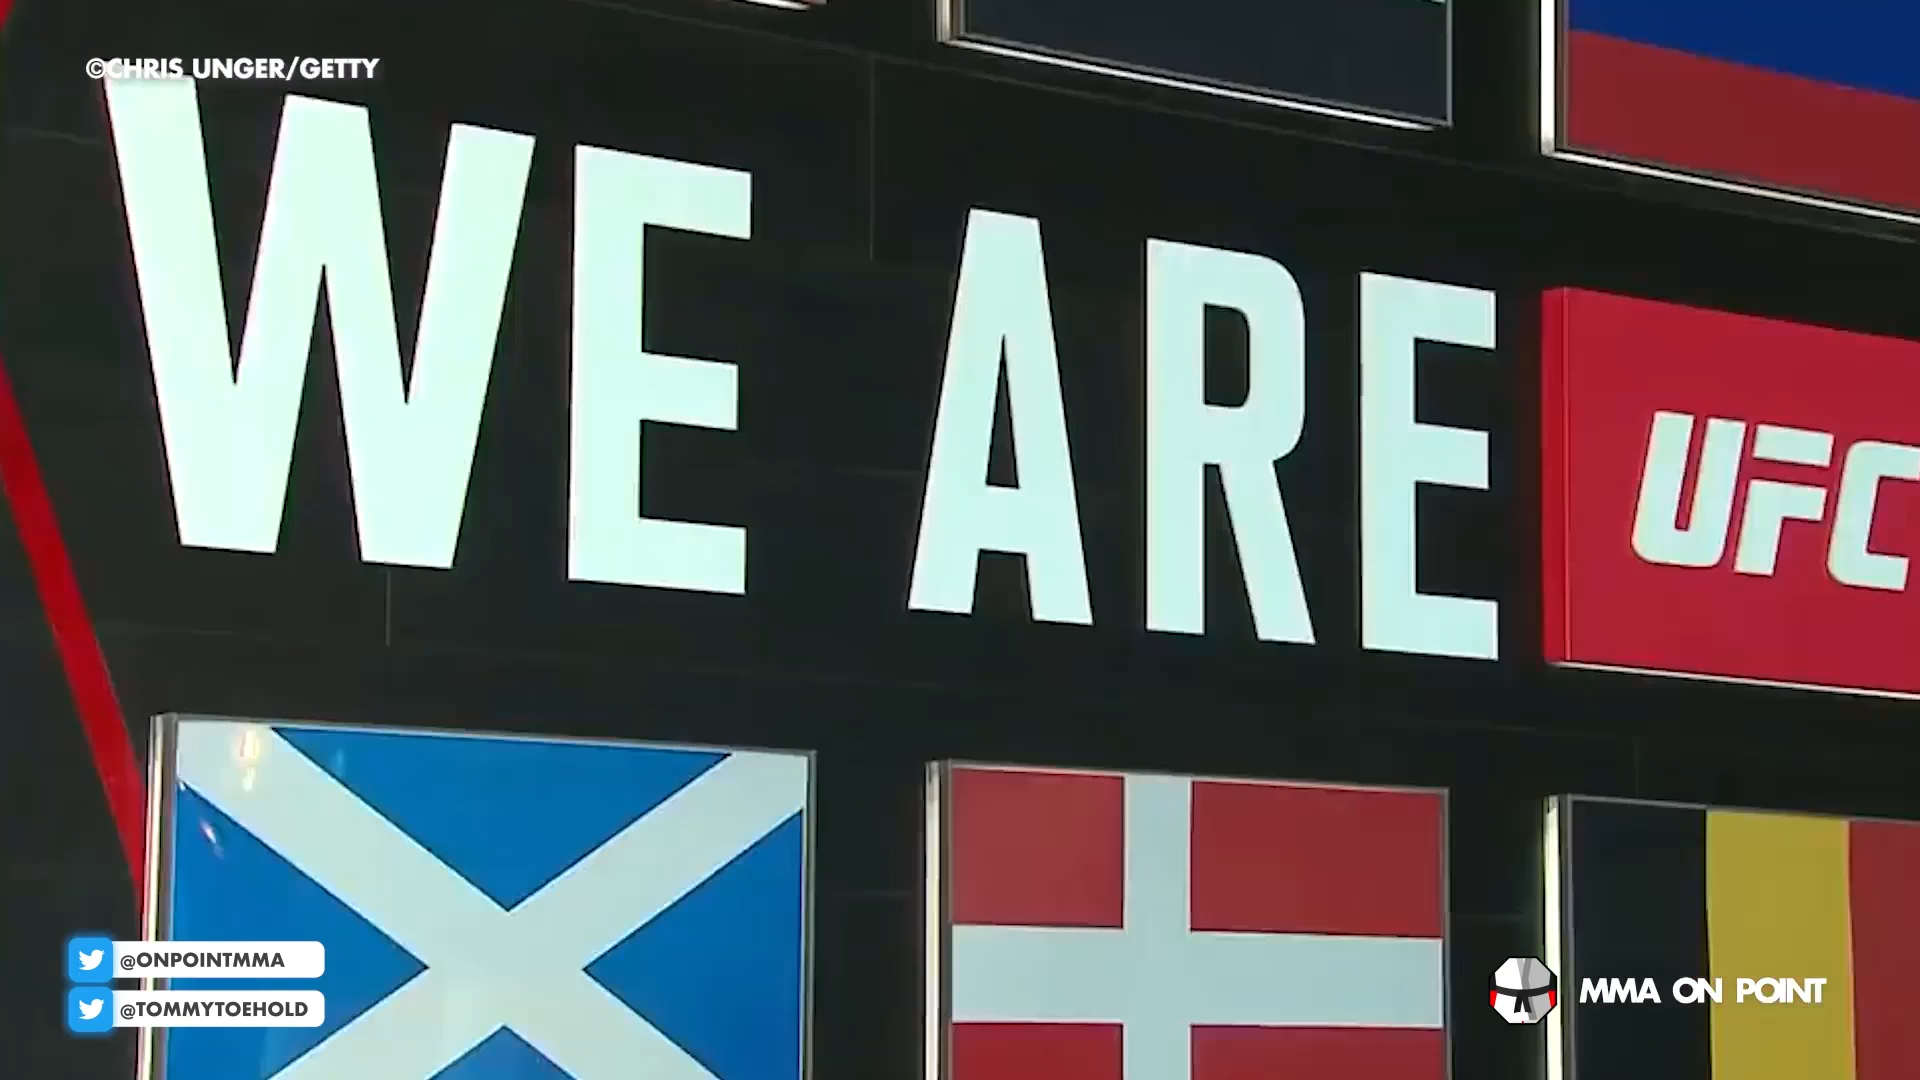 ©CHRIS UNGER/GETTY
WE ARE UFC
@ONPOINTMMA
@TOMMYTOEHOLD
MMA ON POINT